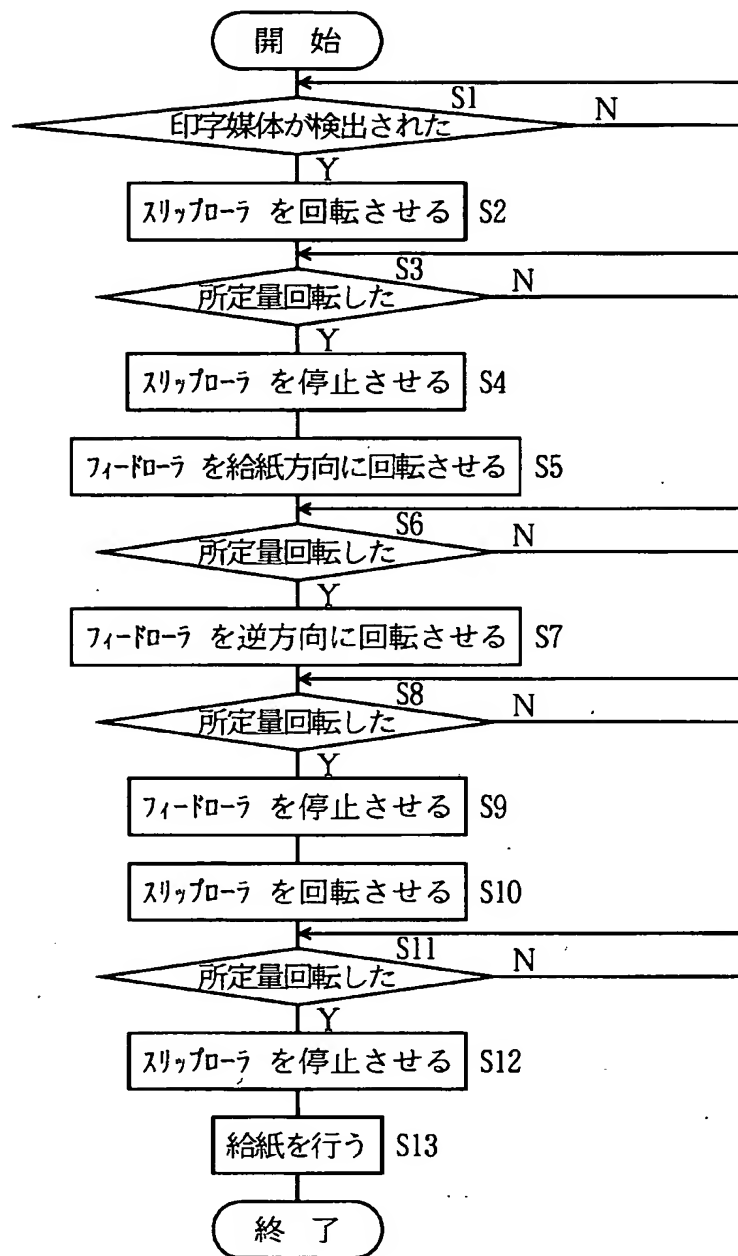 開 始
S1
印字媒体が検出された
N
Y
スリップローラ を回転させる S2
S3
所定量回転した
N
Y
スリップローラ を停止させる S4
フィードローラ を給紙方向に回転させる S5
S6
所定量回転した
N
Y
フィードローラ を逆方向に回転させる S7
S8
所定量回転した
N
Y
フィードローラ を停止させる S9
スリップローラ を回転させる S10
S11
所定量回転した
N
Y
スリップローラ を停止させる S12
給紙を行う S13
終 了